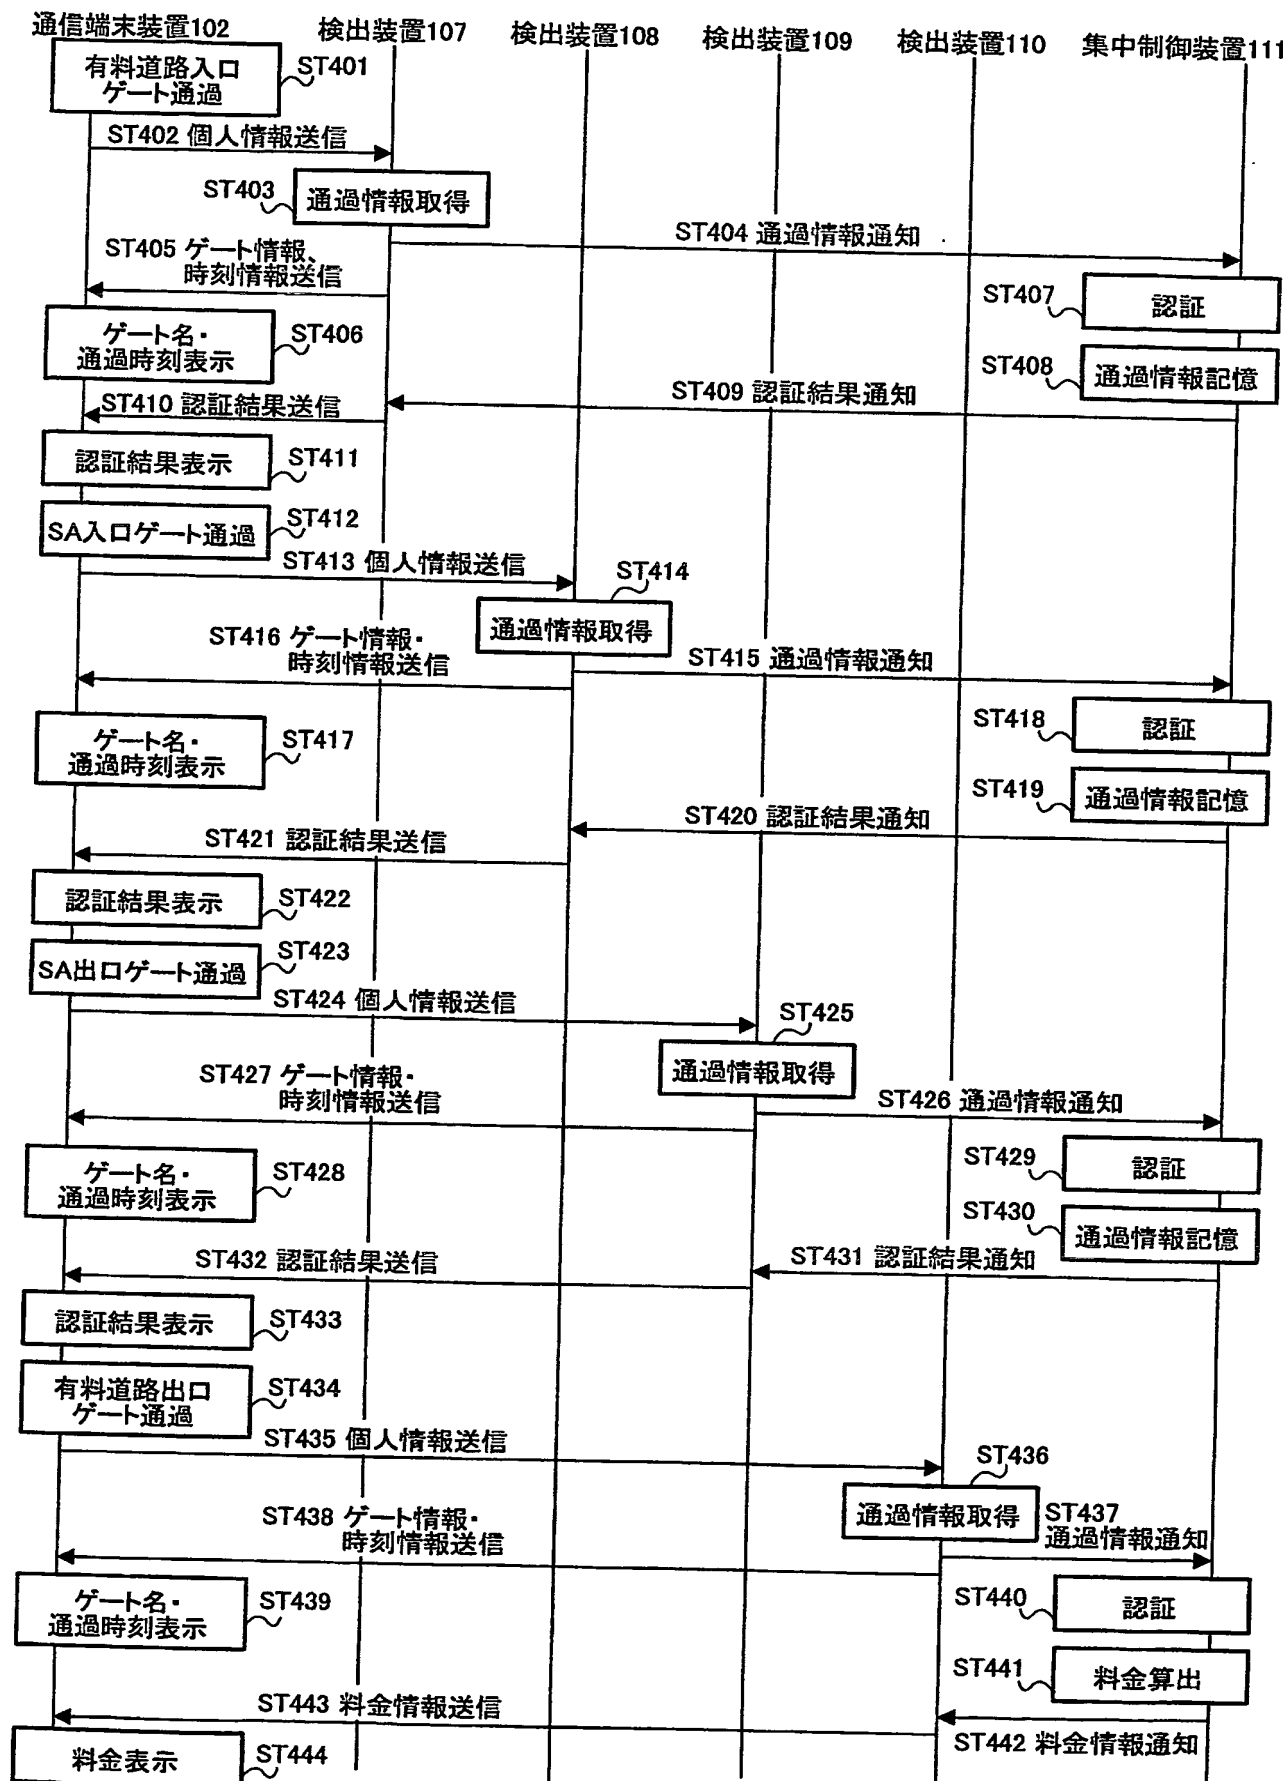 通信端末装置102
検出装置107
検出装置108
検出装置109
検出装置110
集中制御装置111
有料道路入口
ゲート通過
ST401
ST402 個人情報送信
ST403
通過情報取得
ST404 通過情報通知
ST405 ゲート情報、
時刻情報送信
ST407
認証
ゲート名・
通過時刻表示
ST406
ST408
通過情報記憶
ST409 認証結果通知
ST410 認証結果送信
認証結果表示
ST411
SA入口ゲート通過
ST412
ST413 個人情報送信
ST414
通過情報取得
ST416 ゲート情報・
時刻情報送信
ST415 通過情報通知
ST418
認証
ゲート名・
通過時刻表示
ST417
ST419
通過情報記憶
ST420 認証結果通知
ST421 認証結果送信
認証結果表示
ST422
SA出口ゲート通過
ST423
ST424 個人情報送信
ST425
通過情報取得
ST427 ゲート情報・
時刻情報送信
ST426 通過情報通知
ST429
認証
ゲート名・
通過時刻表示
ST428
ST430
通過情報記憶
ST431 認証結果通知
ST432 認証結果送信
認証結果表示
ST433
有料道路出口
ゲート通過
ST434
ST435 個人情報送信
ST436
通過情報取得
ST437
通過情報通知
ST438 ゲート情報・
時刻情報送信
ST440
認証
ゲート名・
通過時刻表示
ST439
ST441
料金算出
ST443 料金情報送信
ST442 料金情報通知
料金表示
ST444